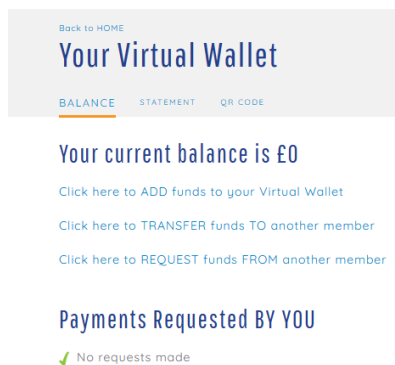 Back to HOME
Your Virtual Wallet
BALANCE STATEMENT QR CODE
Your current balance is £0
Click here to ADD funds to your Virtual Wallet
Click here to TRANSFER funds TO another member
Click here to REQUEST funds FROM another member
Payments Requested BY YOU
No requests made